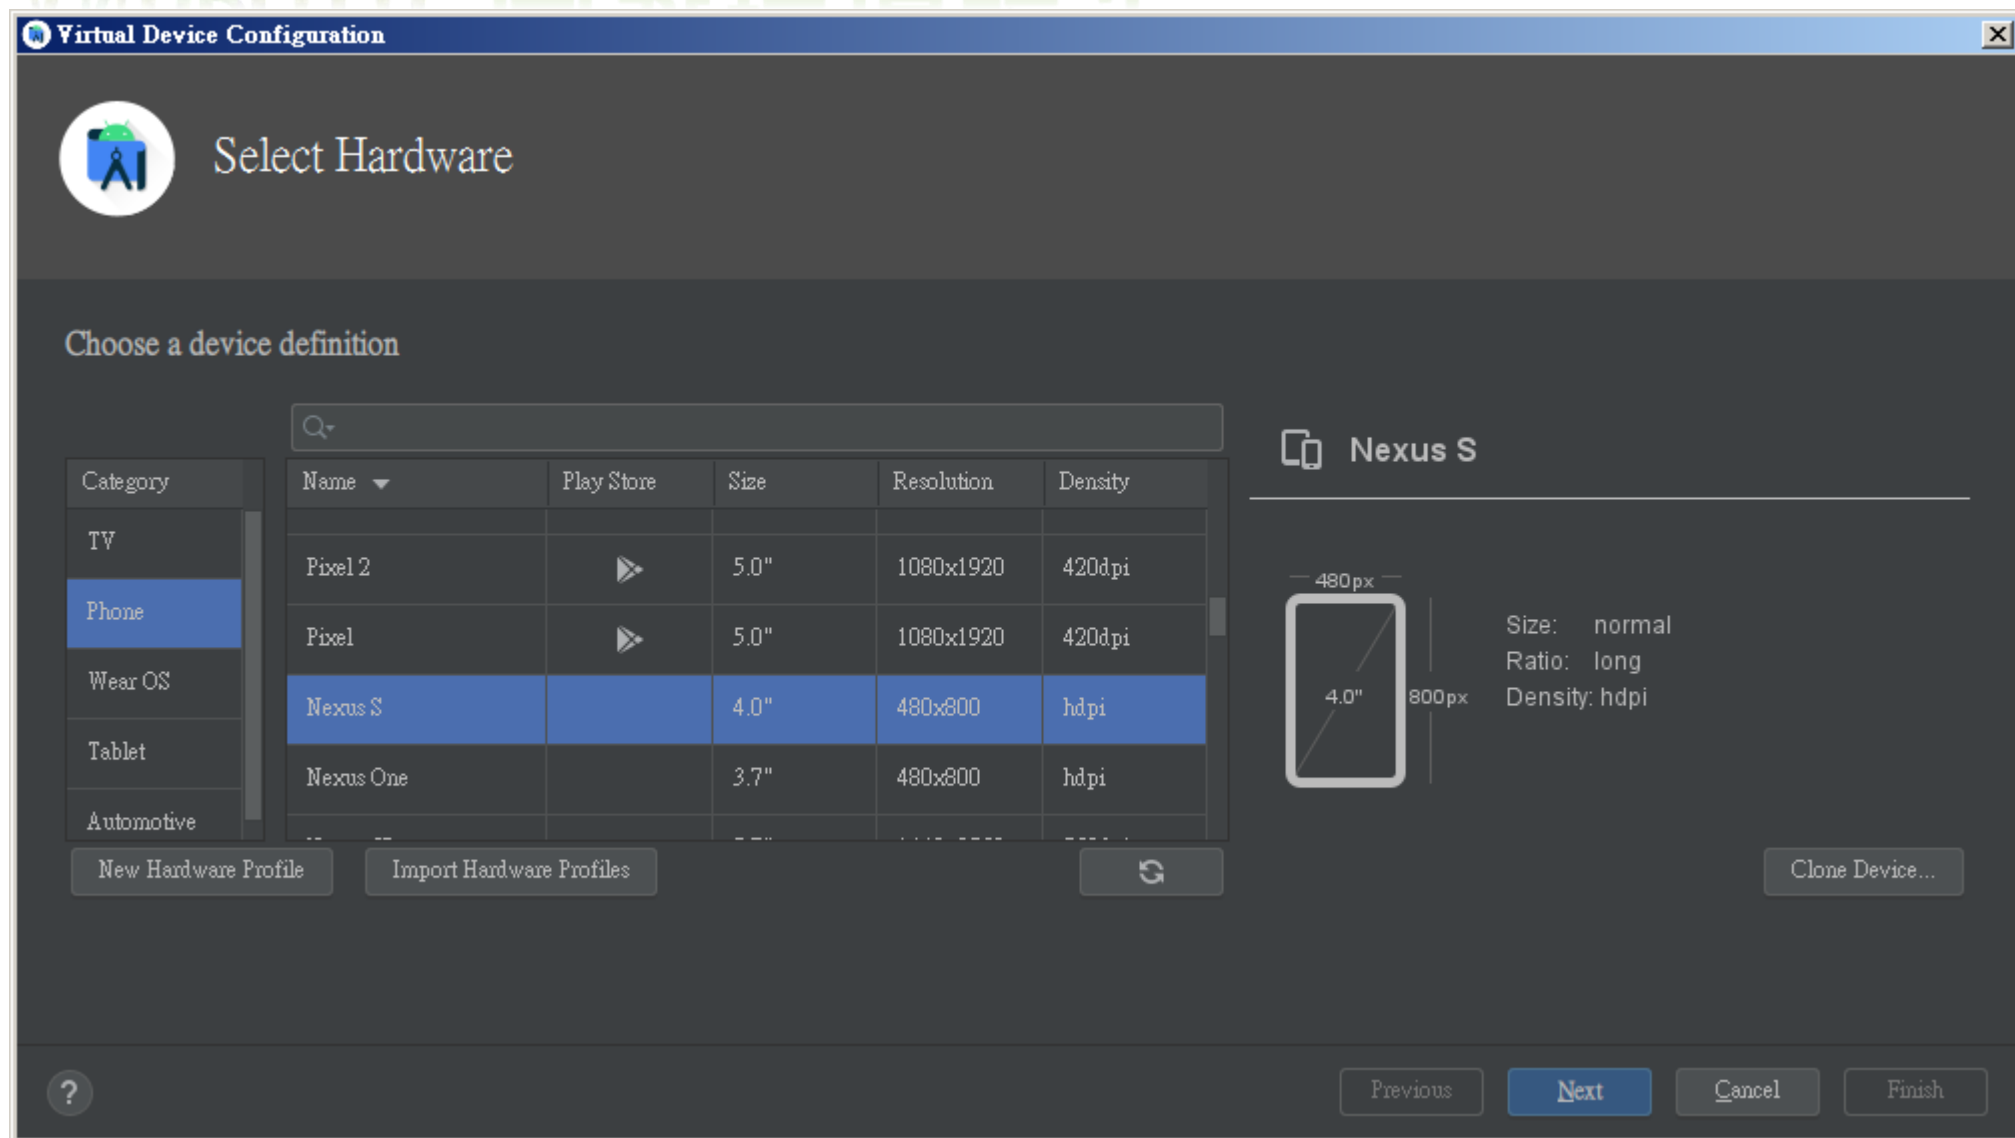 Virtual Device Configuration
Select Hardware
Choose a device definition
Category
TV
Phone
Wear OS
Tablet
Automotive
Name Play Store Size Resolution Density
Pixel 2 5.0" 1080x1920 420dpi
Pixel 5.0" 1080x1920 420dpi
Nexus S 4.0" 480x800 hdpi
Nexus One 3.7" 480x800 hdpi
New Hardware Profile
Import Hardware Profiles
Nexus S
480px
4.0"
800px
Size: normal
Ratio: long
Density: hdpi
Clone Device...
?
Previous
Next
Cancel
Finish